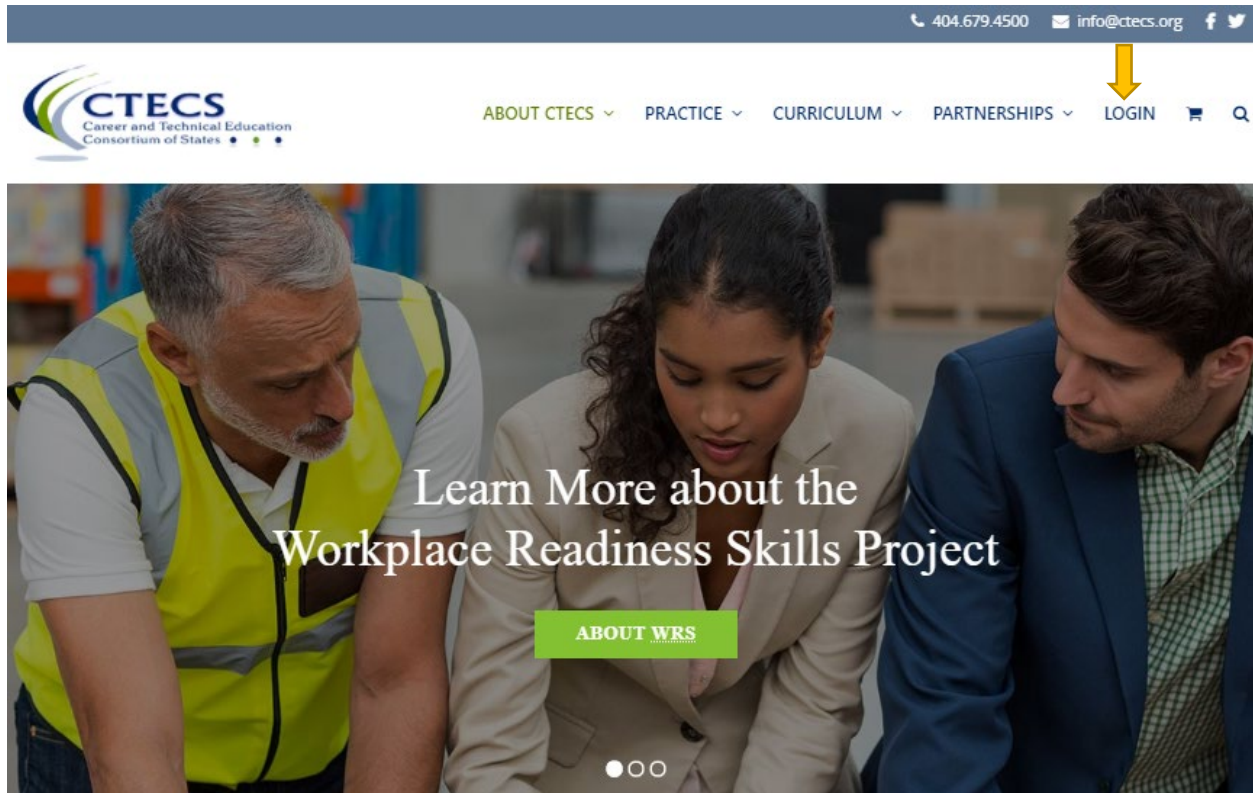 404.679.4500 info@ctecs.org
CTECS
Career and Technical Education
Consortium of States
ABOUT CTECS PRACTICE CURRICULUM PARTNERSHIPS LOGIN
Learn More about the
Workplace Readiness Skills Project
ABOUT WRS